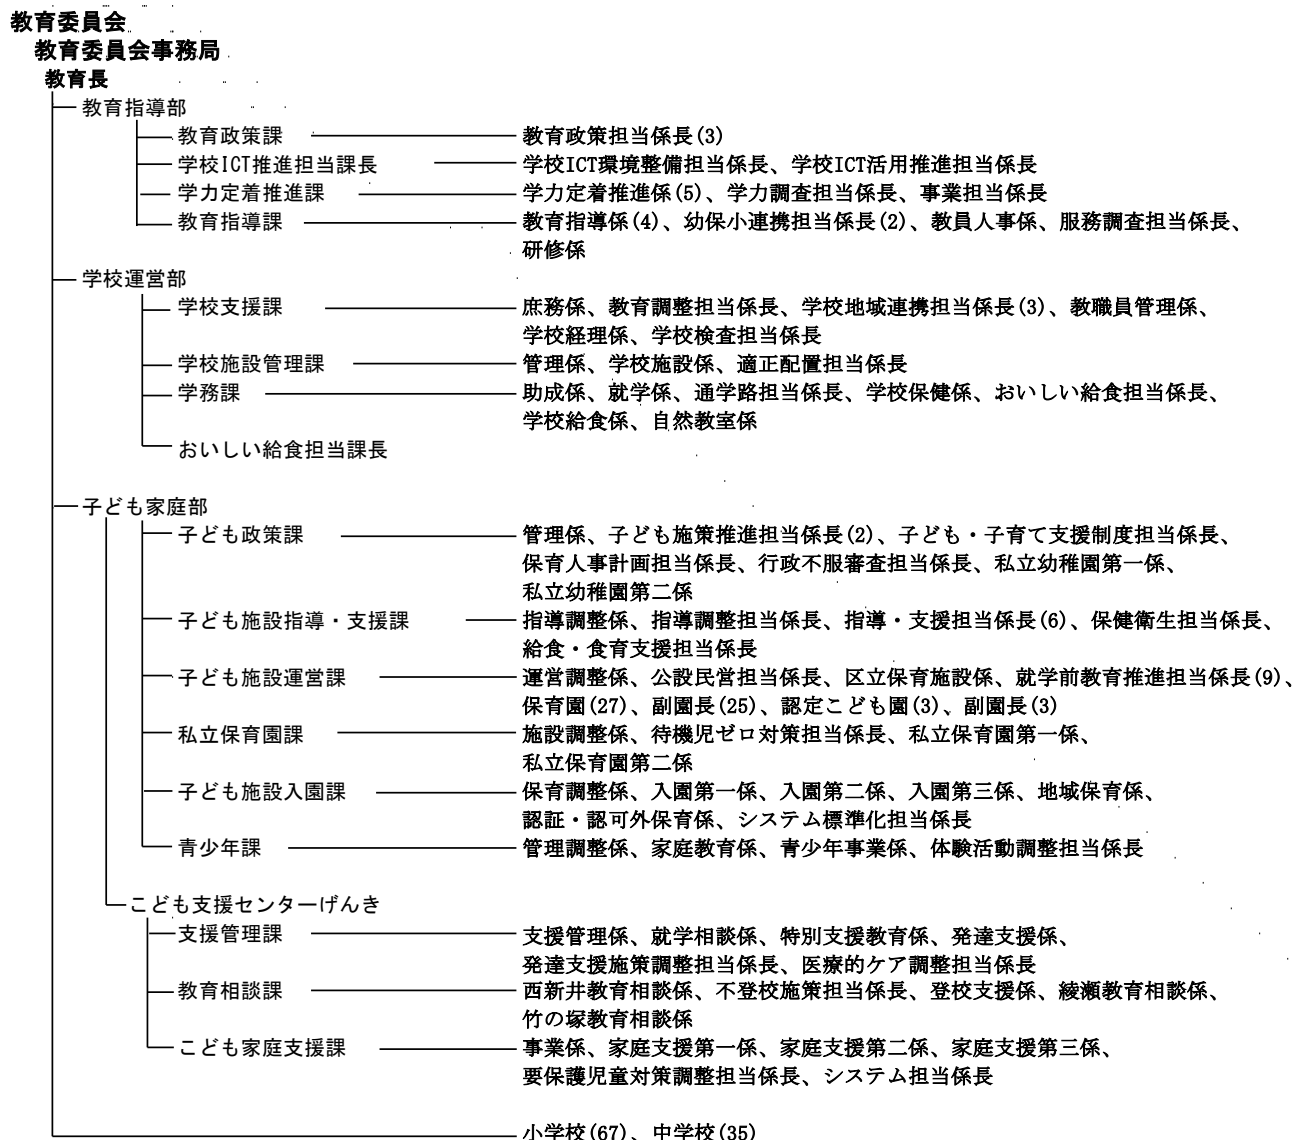 教育委員会
教育委員会事務局
教育長
教育指導部
教育政策課 教育政策担当係長(3)
学校ICT推進担当課長 学校ICT環境整備担当係長、学校ICT活用推進担当係長
学力定着推進課 学力定着推進係(5)、学力調査担当係長、事業担当係長
教育指導課 教育指導係(4)、幼保小連携担当係長(2)、教員人事係、服務調査担当係長、
研修係
学校運営部
学校支援課 庶務係、教育調整担当係長、学校地域連携担当係長(3)、教職員管理係、
学校経理係、学校検査担当係長
学校施設管理課 管理係、学校施設係、適正配置担当係長
学務課 助成係、就学係、通学路担当係長、学校保健係、おいしい給食担当係長、
学校給食係、自然教室係
おいしい給食担当課長
子ども家庭部
子ども政策課 管理係、子ども施策推進担当係長(2)、子ども・子育て支援制度担当係長、
保育人事計画担当係長、行政不服審査担当係長、私立幼稚園第一係、
私立幼稚園第二係
子ども施設指導・支援課 指導調整係、指導調整担当係長、指導・支援担当係長(6)、保健衛生担当係長、
給食・食育支援担当係長
子ども施設運営課 運営調整係、公設民営担当係長、区立保育施設係、就学前教育推進担当係長(9)、
保育園(27)、副園長(25)、認定こども園(3)、副園長(3)
私立保育園課 施設調整係、待機児ゼロ対策担当係長、私立保育園第一係、
私立保育園第二係
子ども施設入園課 保育調整係、入園第一係、入園第二係、入園第三係、地域保育係、
認証・認可外保育係、システム標準化担当係長
青少年課 管理調整係、家庭教育係、青少年事業係、体験活動調整担当係長
こども支援センターげんき
支援管理課 支援管理係、就学相談係、特別支援教育係、発達支援係、
発達支援施策調整担当係長、医療的ケア調整担当係長
教育相談課 西新井教育相談係、不登校施策担当係長、登校支援係、綾瀬教育相談係、
竹の塚教育相談係
こども家庭支援課 事業係、家庭支援第一係、家庭支援第二係、家庭支援第三係、
要保護児童対策調整担当係長、システム担当係長
小学校(67)、中学校(35)